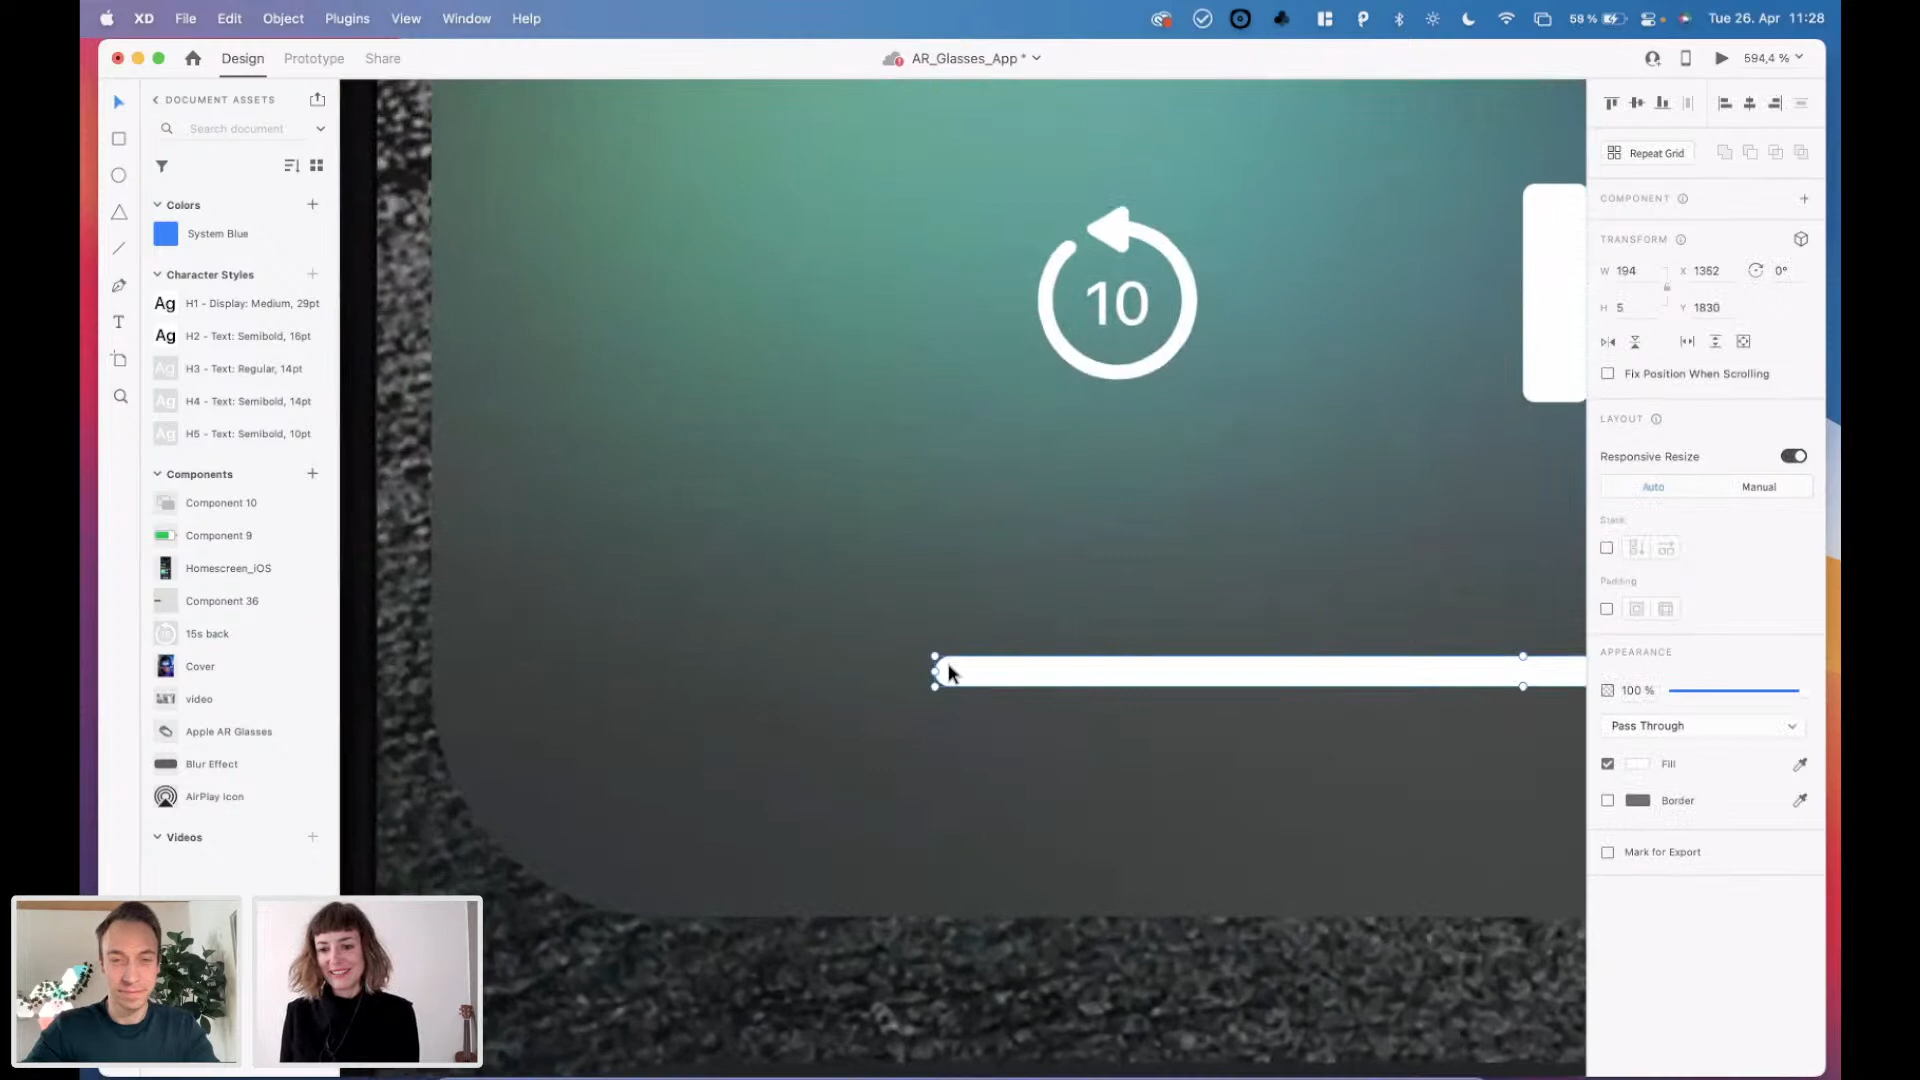 XD File Edit Object Plugins View Window Help
58 % Tue 26. Apr 11:28
Design Prototype Share
AR_Glasses_App *
594,4 %
DOCUMENT ASSETS
Search document
Colors
System Blue
Character Styles
Ag H1 - Display: Medium, 29pt
Ag H2 - Text: Semibold, 16pt
Ag H3 - Text: Regular, 14pt
Ag H4 - Text: Semibold, 14pt
Ag H5 - Text: Semibold, 10pt
Components
Component 10
Component 9
Homescreen_iOS
Component 36
15s back
Cover
video
Apple AR Glasses
Blur Effect
AirPlay Icon
Videos
10
Repeat Grid
COMPONENT
TRANSFORM
W 194 X 1362 0°
H 5 Y 1830
Fix Position When Scrolling
LAYOUT
Responsive Resize
Auto Manual
Stack
Padding
APPEARANCE
100 %
Pass Through
Fill
Border
Mark for Export